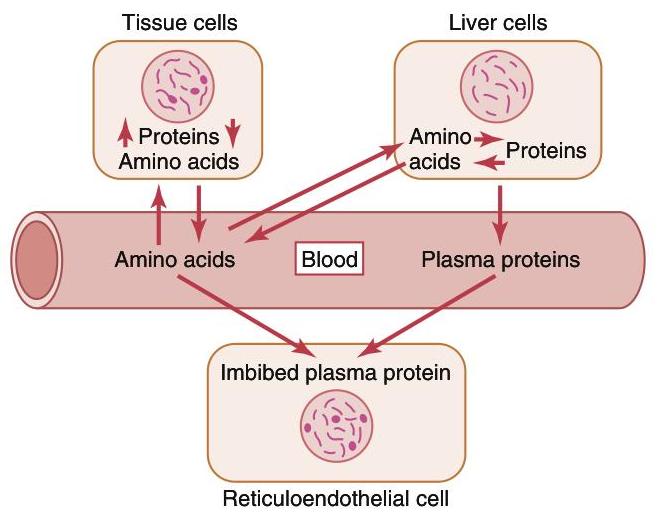 Tissue cells
Liver cells
Proteins
Amino acids
Amino
acids
Proteins
Amino acids
Blood
Plasma proteins
Imbibed plasma protein
Reticuloendothelial cell